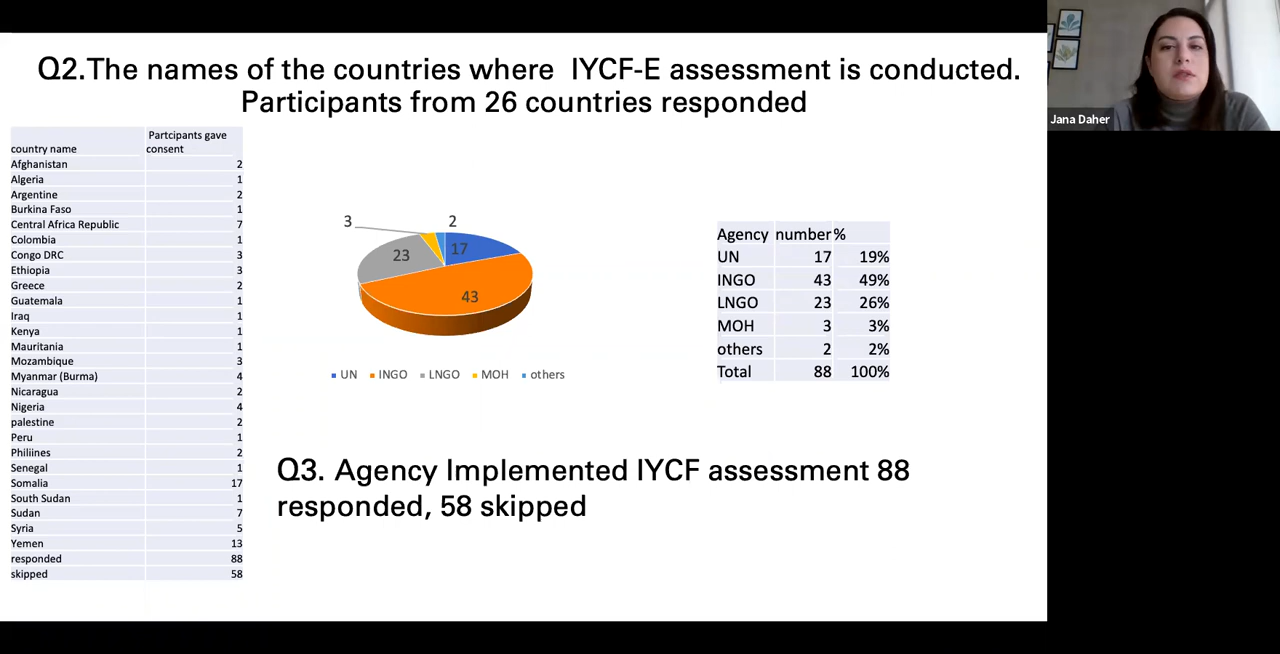 Q2.The names of the countries where IYCF-E assessment is conducted.
Participants from 26 countries responded
Jana Daher
country name Partcipants gave consent
Afghanistan 2
Algeria 1
Argentine 2
Burkina Faso 1
Central Africa Republic 7
Colombia 1
Congo DRC 3
Ethiopia 3
Greece 2
Guatemala 1
Iraq 1
Kenya 1
Mauritania 1
Mozambique 3
Myanmar (Burma) 4
Nicaragua 2
Nigeria 4
palestine 2
Peru 1
Philiines 2
Senegal 1
Somalia 17
South Sudan 1
Sudan 7
Syria 5
Yemen 13
responded 88
skipped 58
3
2
17
23
43
UN INGO LNGO MOH others
Agency number %
UN 17 19%
INGO 43 49%
LNGO 23 26%
MOH 3 3%
others 2 2%
Total 88 100%
Q3. Agency Implemented IYCF assessment 88
responded, 58 skipped